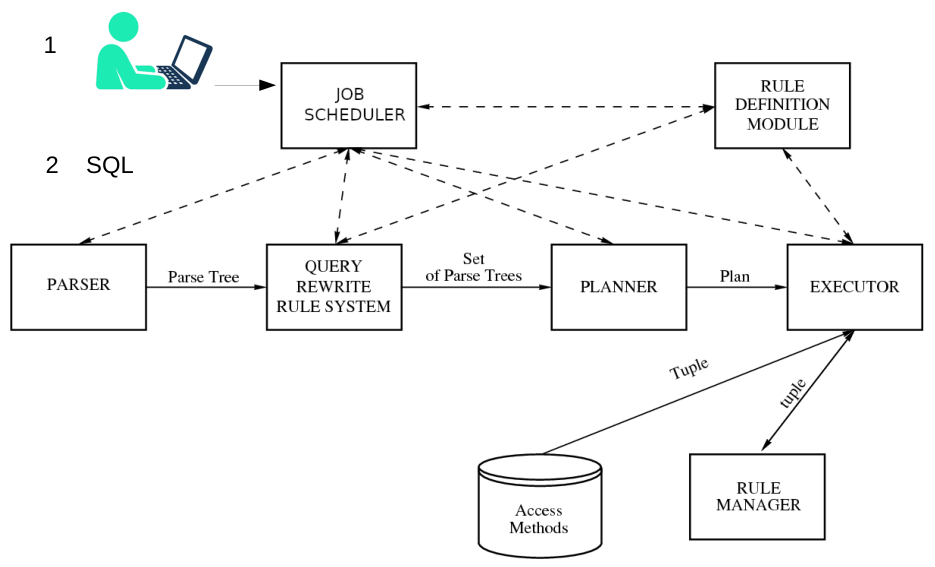 1
JOB
SCHEDULER
RULE
DEFINITION
MODULE
2 SQL
PARSER
Parse Tree
QUERY
REWRITE
RULE SYSTEM
Set
of Parse Trees
PLANNER
Plan
EXECUTOR
Tuple
tuple
Access
Methods
RULE
MANAGER